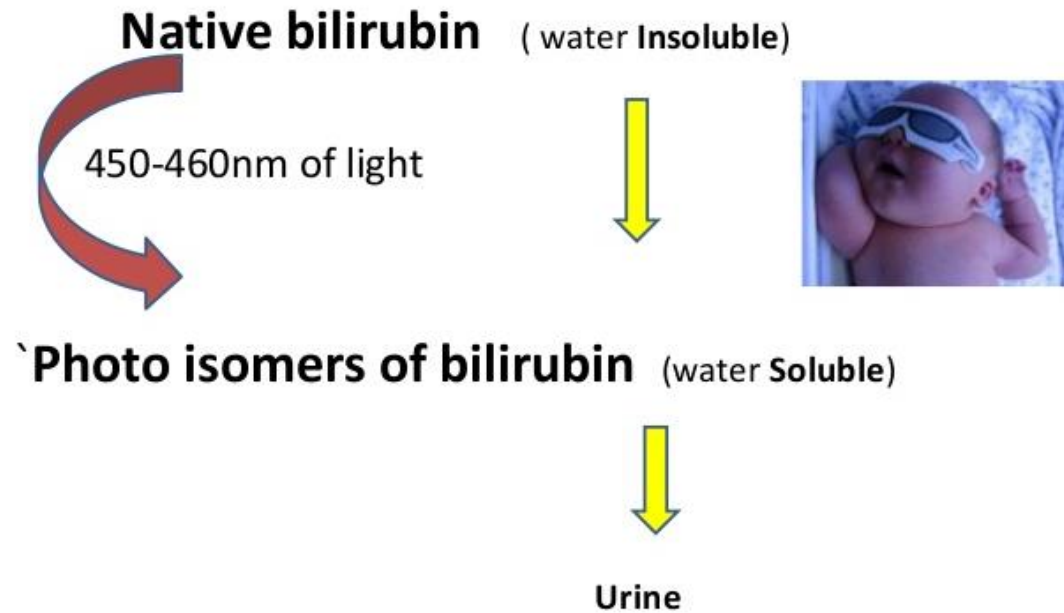 Native bilirubin ( water Insoluble)
450-460nm of light
`Photo isomers of bilirubin (water Soluble)
Urine